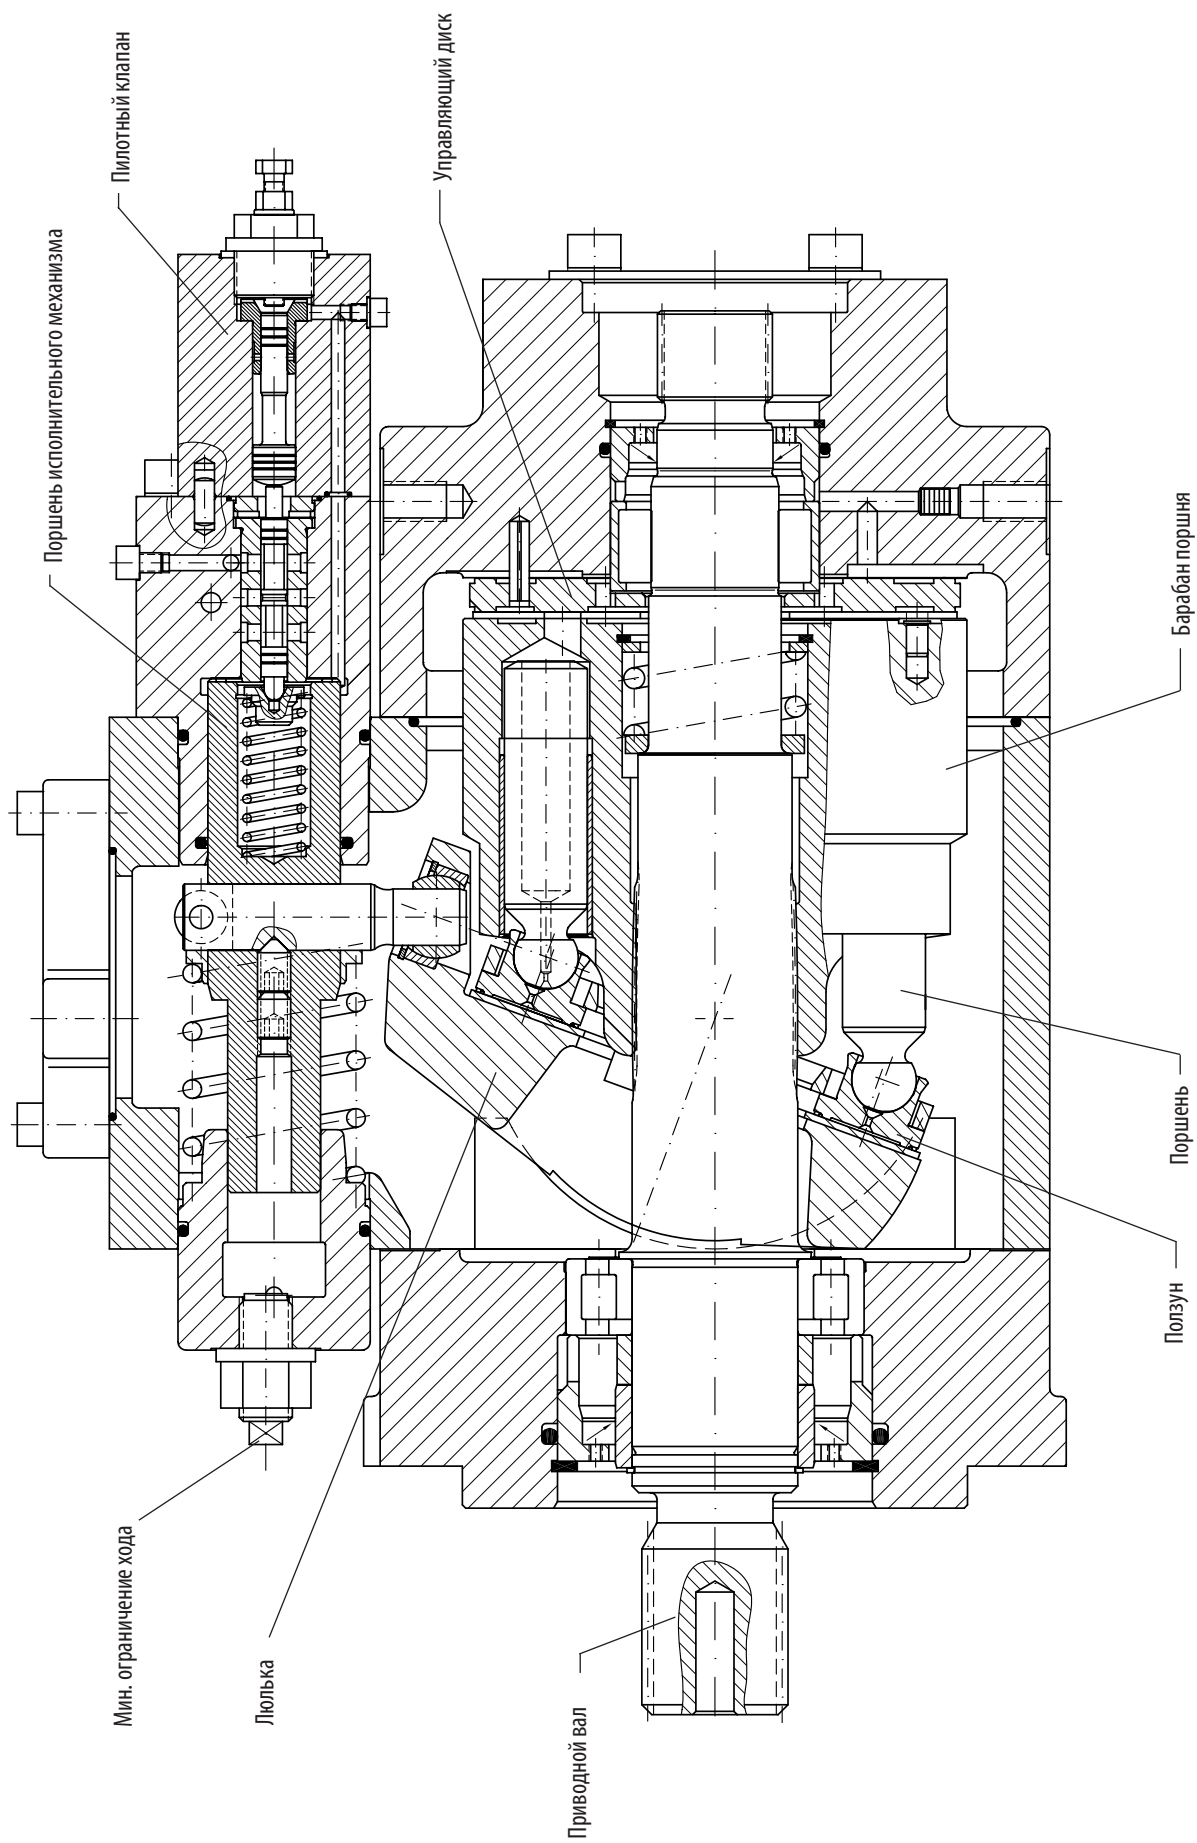 Пилотный клапан
Управляющий диск
Поршень исполнительного механизма
Барабан поршня
Поршень
Ползун
Мин. ограничение хода
Люлька
Приводной вал